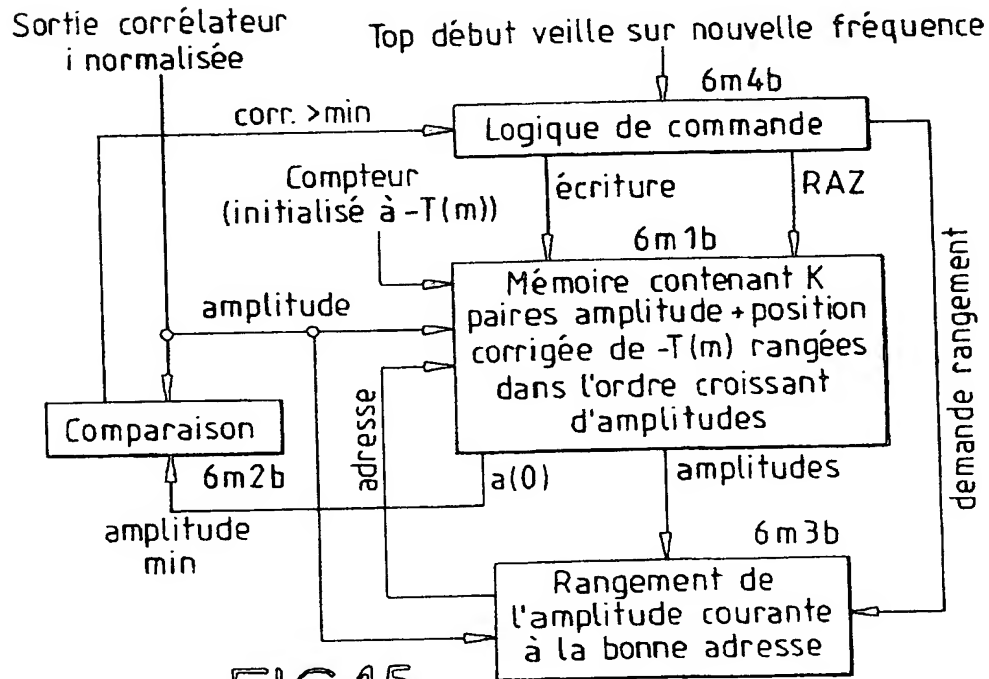 Sortie corrélateur
i normalisée
Top début veille sur nouvelle fréquence
6m4b
corr. >min
Logique de commande
Compteur
(initialisé à -T(m))
écriture
RAZ
6m1b
Mémoire contenant K
paires amplitude + position
corrigée de -T(m) rangées
dans l'ordre croissant
d'amplitudes
amplitude
Comparaison
6m2b
amplitude
min
adresse
a(0)
amplitudes
demande rangement
6m3b
Rangement de
l'amplitude courante
à la bonne adresse
FIG.15